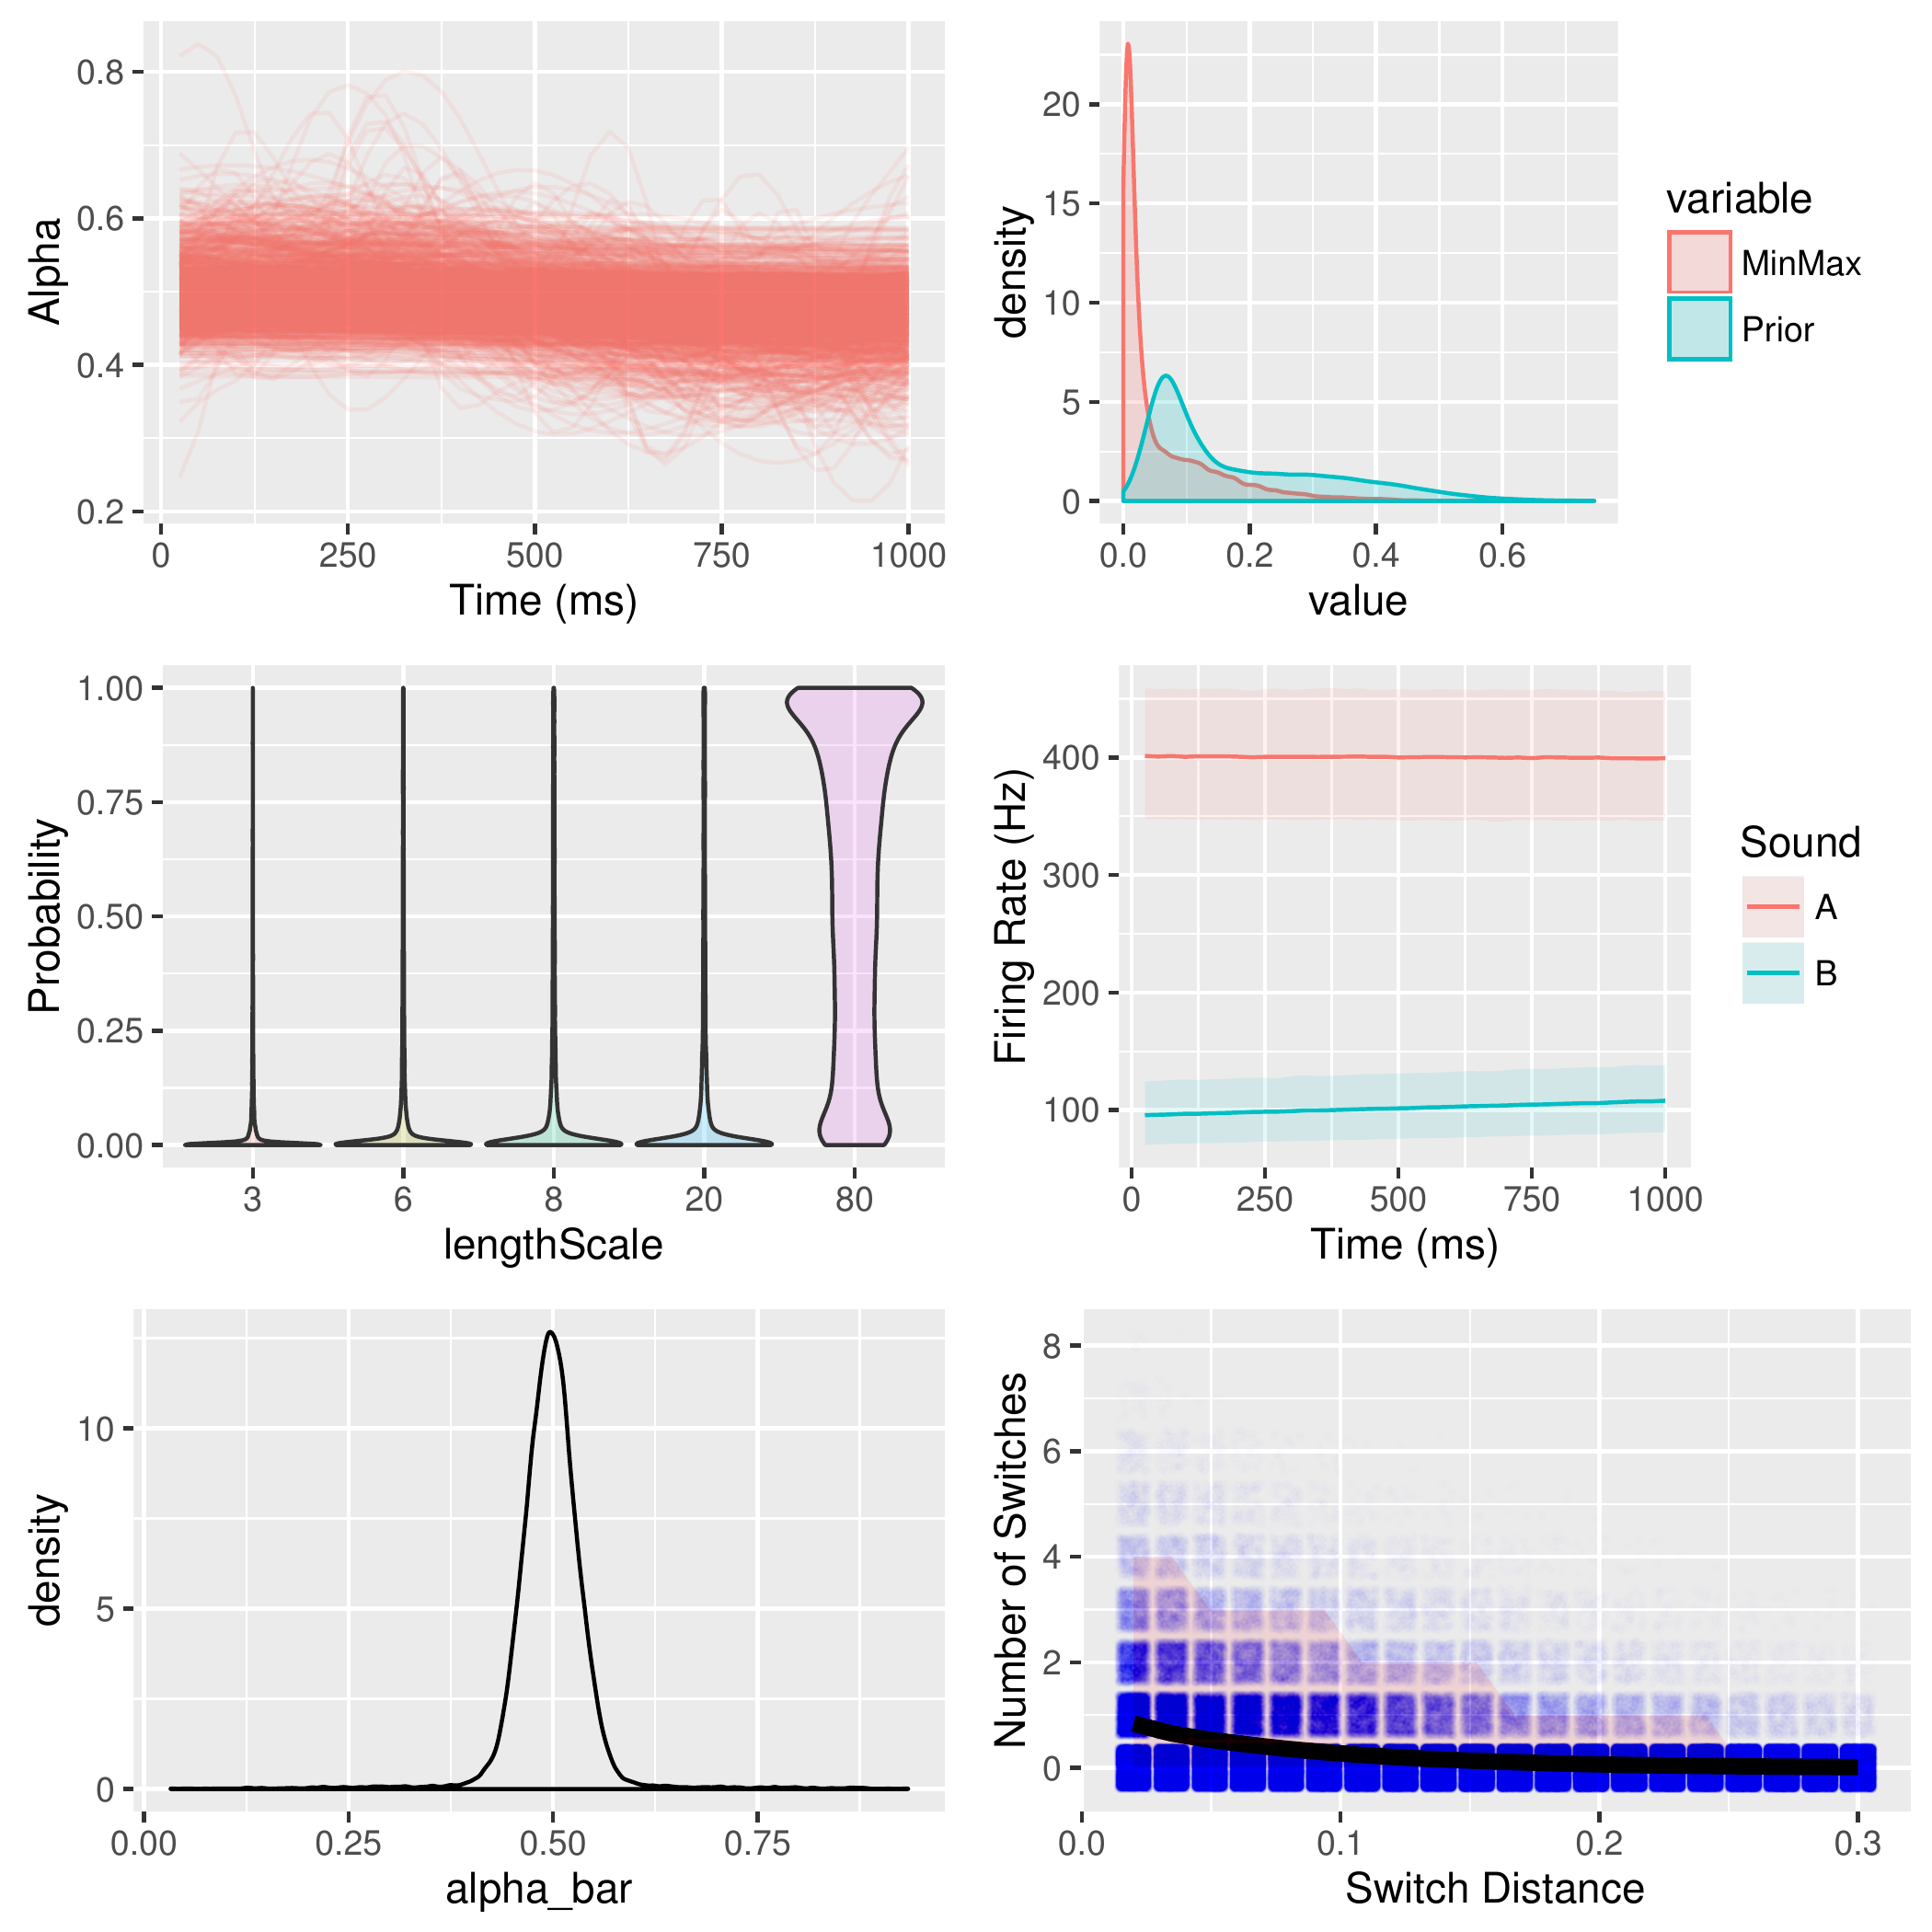 0.8
0.6
0.4
0.2
Alpha
0
250
500
750
1000
Time (ms)
20
15
10
5
0
density
0.0
0.2
0.4
0.6
value
variable
MinMax
Prior
1.00
0.75
0.50
0.25
0.00
Probability
3
6
8
20
80
lengthScale
400
300
200
100
Firing Rate (Hz)
0
250
500
750
1000
Time (ms)
Sound
A
B
10
5
0
density
0.00
0.25
0.50
0.75
alpha_bar
8
6
4
2
0
Number of Switches
0.0
0.1
0.2
0.3
Switch Distance